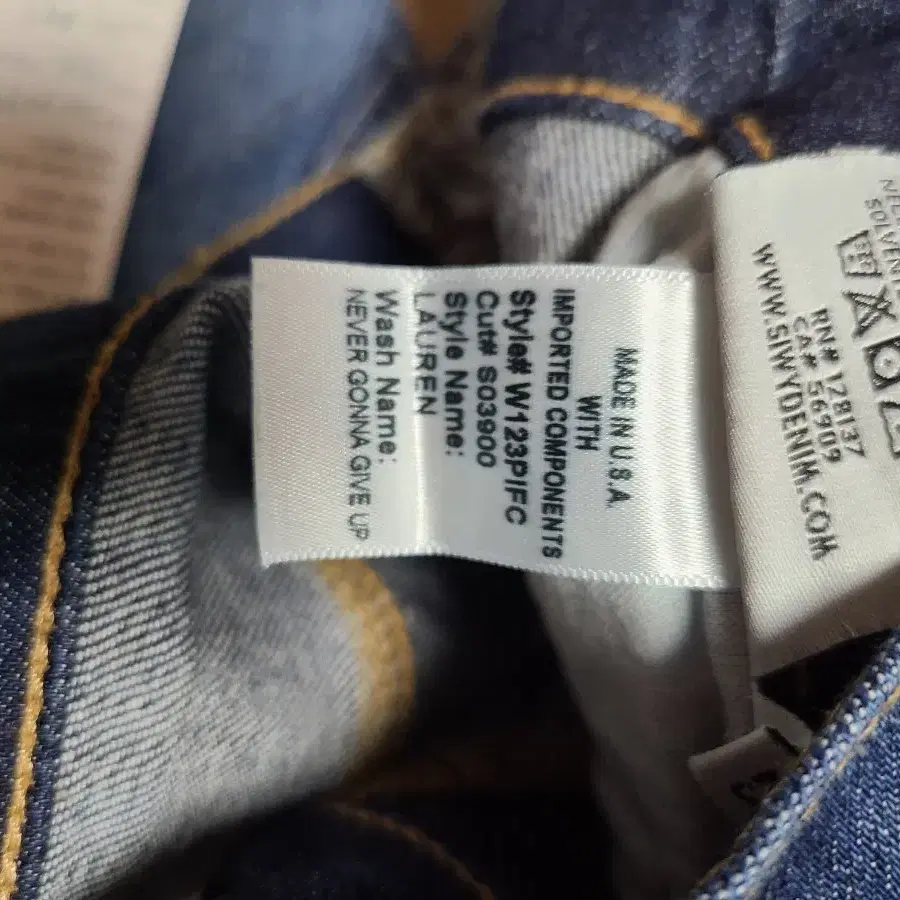 MADE IN U.S.A.
WITH
IMPORTED COMPONENTS
Style# W123PIFC
Cut# SO3900
Style Name:
LAUREN
Wash Name:
NEVER GONNA GIVE UP
RN# 128137
CA# 56909
WWW.SIWYDENIM.COM